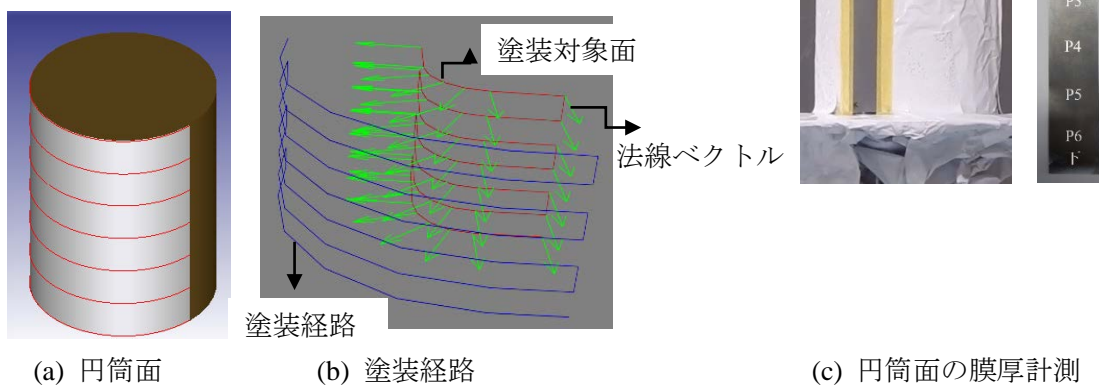 塗装対象面
法線ベクトル
塗装経路
P4
P5
P6
ド
(a) 円筒面
(b) 塗装経路
(c) 円筒面の膜厚計測